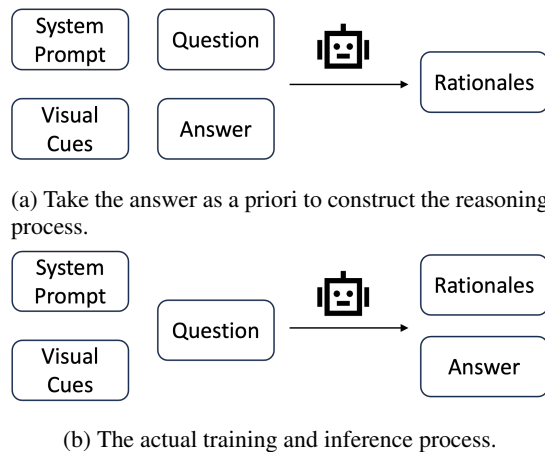 System
Prompt
Question
Visual
Cues
Answer
Rationales
(a) Take the answer as a priori to construct the reasoning
process.
System
Prompt
Visual
Cues
Question
Rationales
Answer
(b) The actual training and inference process.